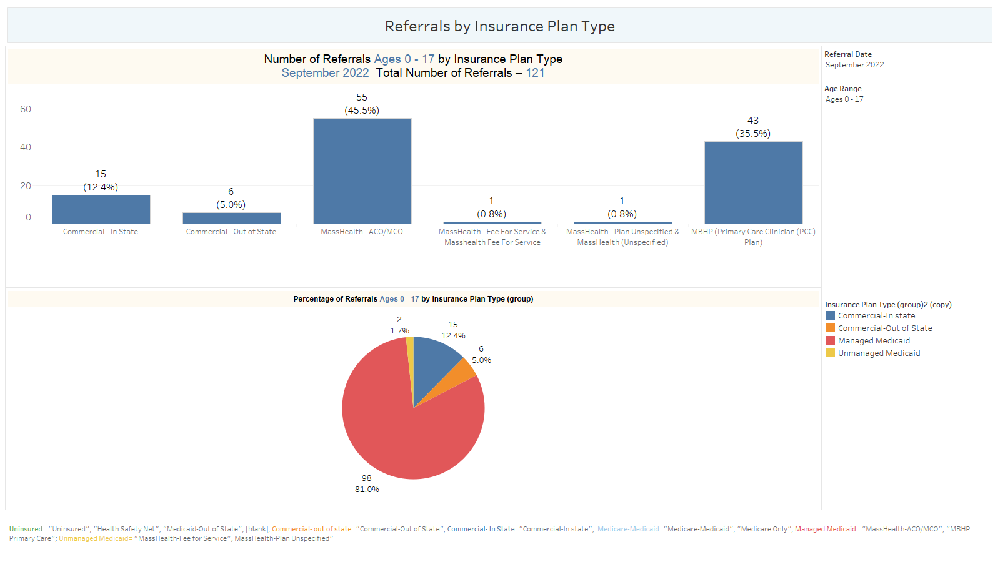 Referrals by Insurance Plan Type
Number of Referrals Ages 0 - 17 by Insurance Plan Type
September 2022 Total Number of Referrals – 121
Referral Date
September 2022
Age Range
Ages 0 - 17
60
40
20
0
15
(12.4%)
6
(5.0%)
55
(45.5%)
1
(0.8%)
1
(0.8%)
43
(35.5%)
Commercial - In State
Commercial - Out of State
MassHealth - ACO/MCO
MassHealth - Fee For Service &
Masshealth Fee For Service
MassHealth - Plan Unspecified &
MassHealth (Unspecified)
MBHP (Primary Care Clinician (PCC)
Plan)
Percentage of Referrals Ages 0 - 17 by Insurance Plan Type (group)
2
1.7%
15
12.4%
6
5.0%
98
81.0%
Insurance Plan Type (group)2 (copy)
Commercial-In state
Commercial-Out of State
Managed Medicaid
Unmanaged Medicaid
Uninsured= "Uninsured", "Health Safety Net", "Medicaid-Out of State", [blank]; Commercial- out of state="Commercial-Out of State"; Commercial- In State="Commercial-In state", Medicare-Medicaid="Medicare-Medicaid", "Medicare Only"; Managed Medicaid= "MassHealth-ACO/MCO", "MBHP
Primary Care"; Unmanaged Medicaid= "MassHealth-Fee for Service", MassHealth-Plan Unspecified"